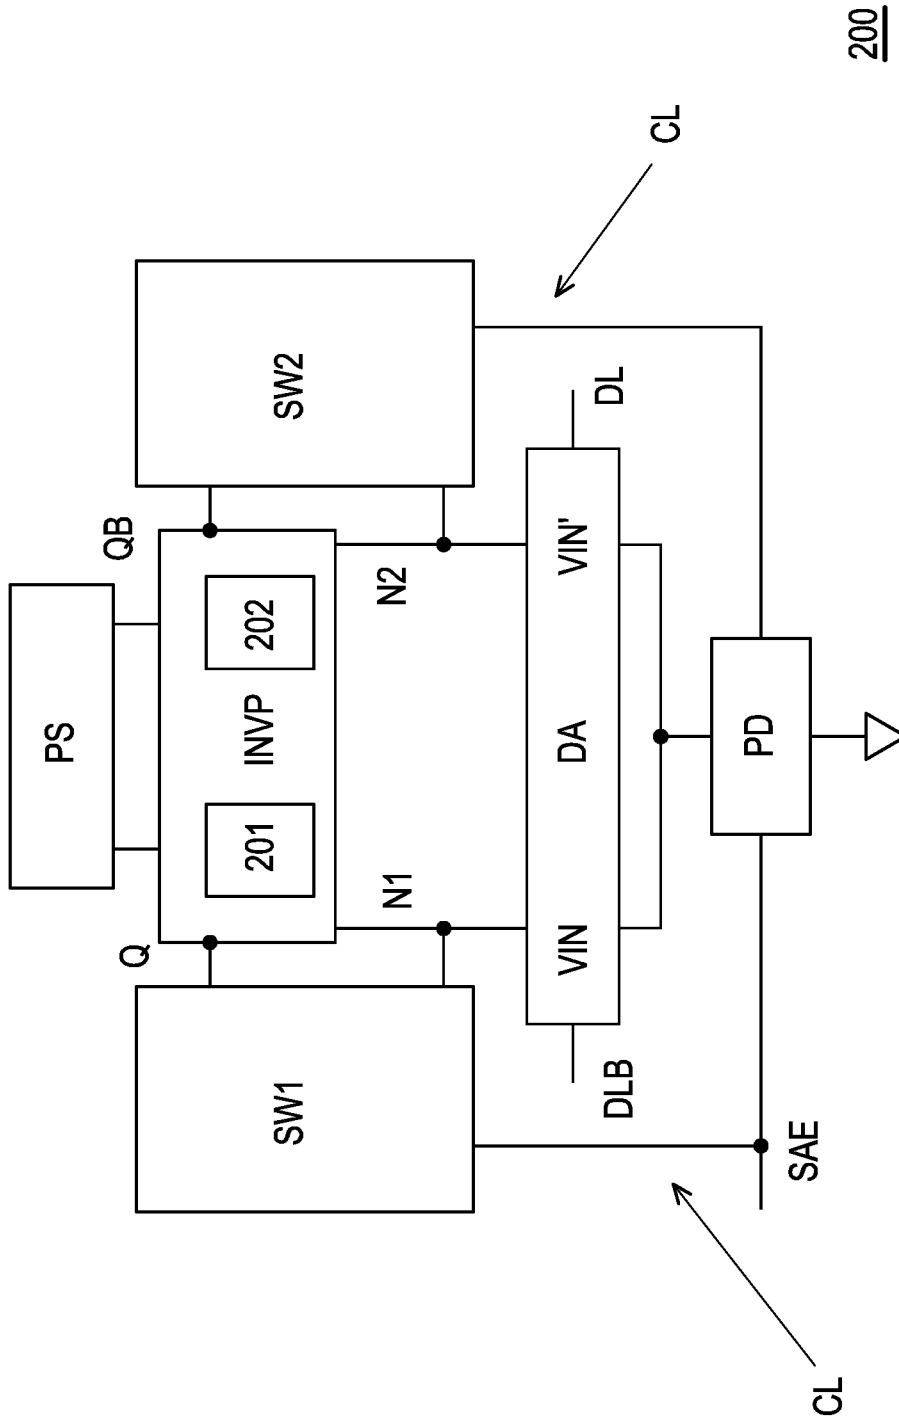 200
PS
Q
QB
201
INVP
202
SW1
SW2
N1
N2
VIN
DA
VIN'
DLB
DL
PD
SAE
CL
CL